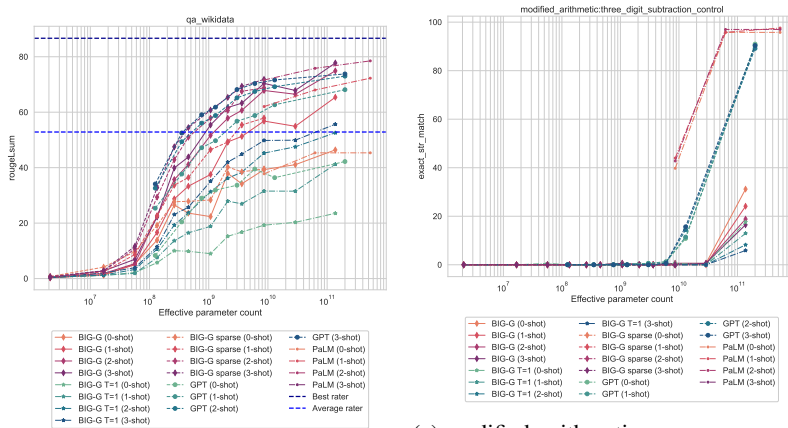 qa_wikidata
80
60
40
20
0
rougeLsum
10^7 10^8 10^9 10^10 10^11
Effective parameter count
BIG-G (0-shot) BIG-G sparse (0-shot) GPT (3-shot)
BIG-G (1-shot) BIG-G sparse (1-shot) PaLM (0-shot)
BIG-G (2-shot) BIG-G sparse (2-shot) PaLM (1-shot)
BIG-G (3-shot) BIG-G sparse (3-shot) PaLM (2-shot)
BIG-G T=1 (0-shot) GPT (0-shot) PaLM (3-shot)
BIG-G T=1 (1-shot) GPT (1-shot) Best rater
BIG-G T=1 (2-shot) GPT (2-shot) Average rater
BIG-G T=1 (3-shot)
modified_arithmetic:three_digit_subtraction_control
100
80
60
40
20
0
exact_str_match
10^7 10^8 10^9 10^10 10^11
Effective parameter count
BIG-G (0-shot) BIG-G T=1 (3-shot) GPT (2-shot)
BIG-G (1-shot) BIG-G sparse (0-shot) GPT (3-shot)
BIG-G (2-shot) BIG-G sparse (1-shot) PaLM (0-shot)
BIG-G (3-shot) BIG-G sparse (2-shot) PaLM (1-shot)
BIG-G T=1 (0-shot) BIG-G sparse (3-shot) PaLM (2-shot)
BIG-G T=1 (1-shot) GPT (0-shot) PaLM (3-shot)
BIG-G T=1 (2-shot) GPT (1-shot)